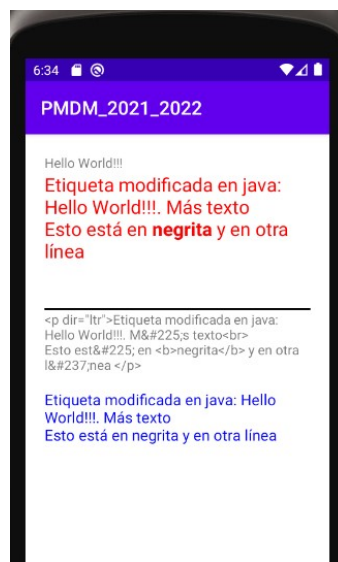 6:34
PMDM_2021_2022
Hello World!!!
Etiqueta modificada en java:
Hello World!!!. Más texto
Esto está en negrita y en otra
línea
<p dir="ltr">Etiqueta modificada en java:
Hello World!!!. M&#225;s texto<br>
Esto est&#225; en <b>negrita</b> y en otra
l&#237;nea </p>
Etiqueta modificada en java: Hello
World!!!. Más texto
Esto está en negrita y en otra línea